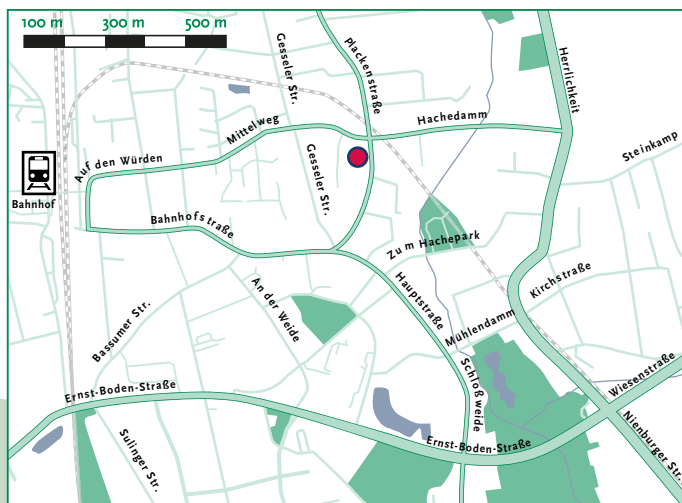 100 m 300 m 500 m
Gesseler Str.
Plackenstraße
Herrlichkeit
Mittelweg
Hachedamm
Steinkamp
Auf den Würden
Gesseler Str.
Bahnhof
Bahnhofstraße
Zum Hachepark
An der Weide
Hauptstraße
Kirchstraße
Bassumer Str.
Mühlendamm
Schloßweide
Wiesenstraße
Ernst-Boden-Straße
Sulinger Str.
Ernst-Boden-Straße
Nienburger Str.